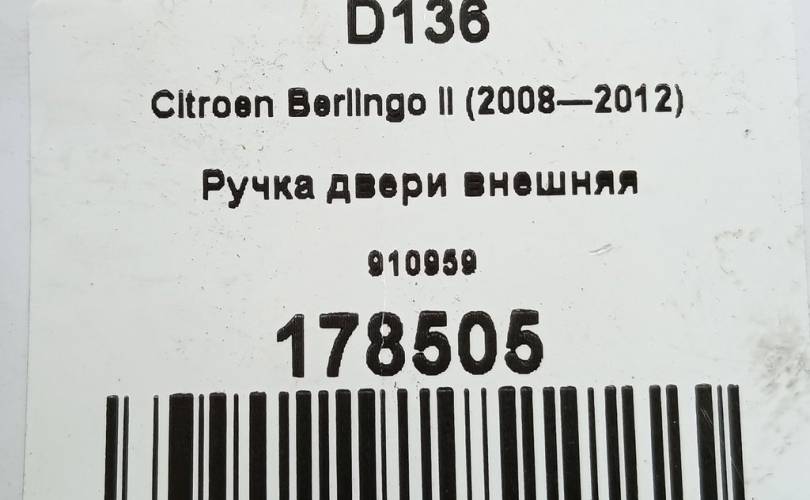 D136
Citroen Berlingo II (2008—2012)
Ручка двери внешняя
910959
178505